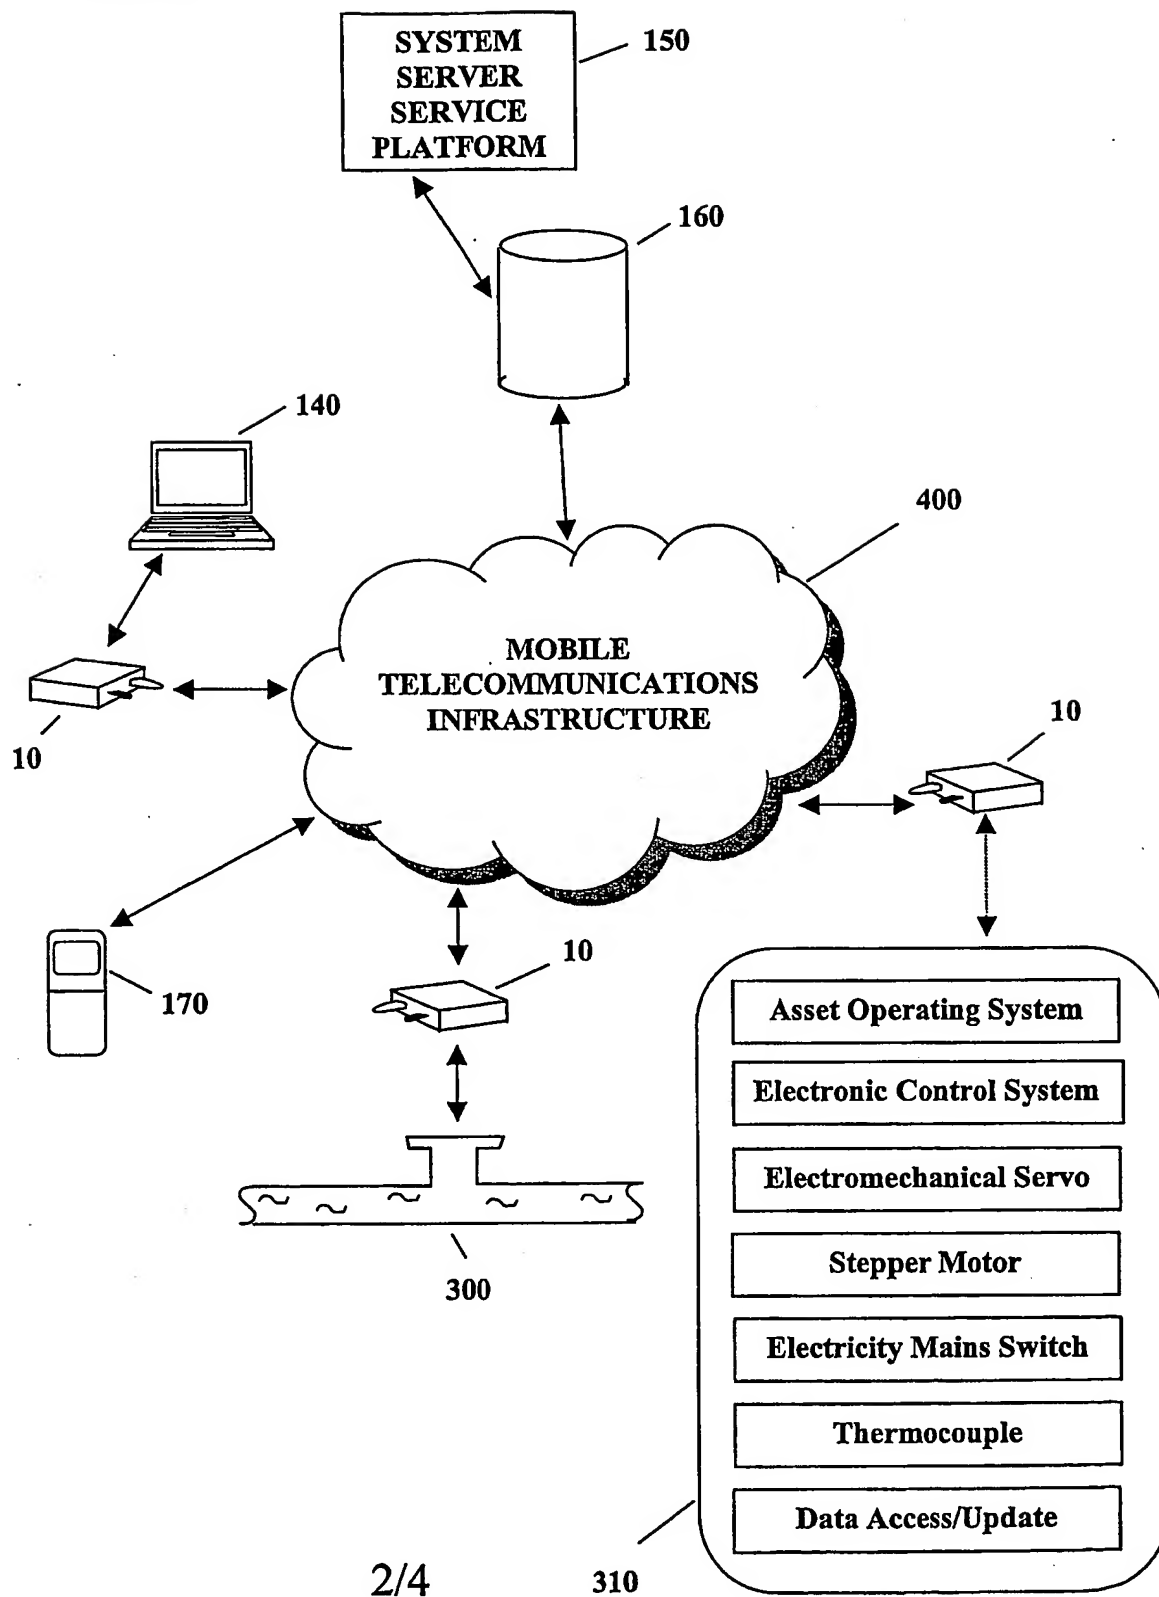 SYSTEM
SERVER
SERVICE
PLATFORM
150
160
140
400
MOBILE
TELECOMMUNICATIONS
INFRASTRUCTURE
10
10
10
170
300
Asset Operating System
Electronic Control System
Electromechanical Servo
Stepper Motor
Electricity Mains Switch
Thermocouple
Data Access/Update
310
2/4